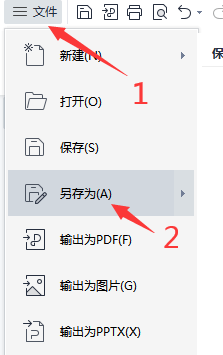 文件
1
新建(N)
保
打开(O)
保存(S)
另存为(A)
2
输出为PDF(F)
输出为图片(G)
输出为PPTX(X)